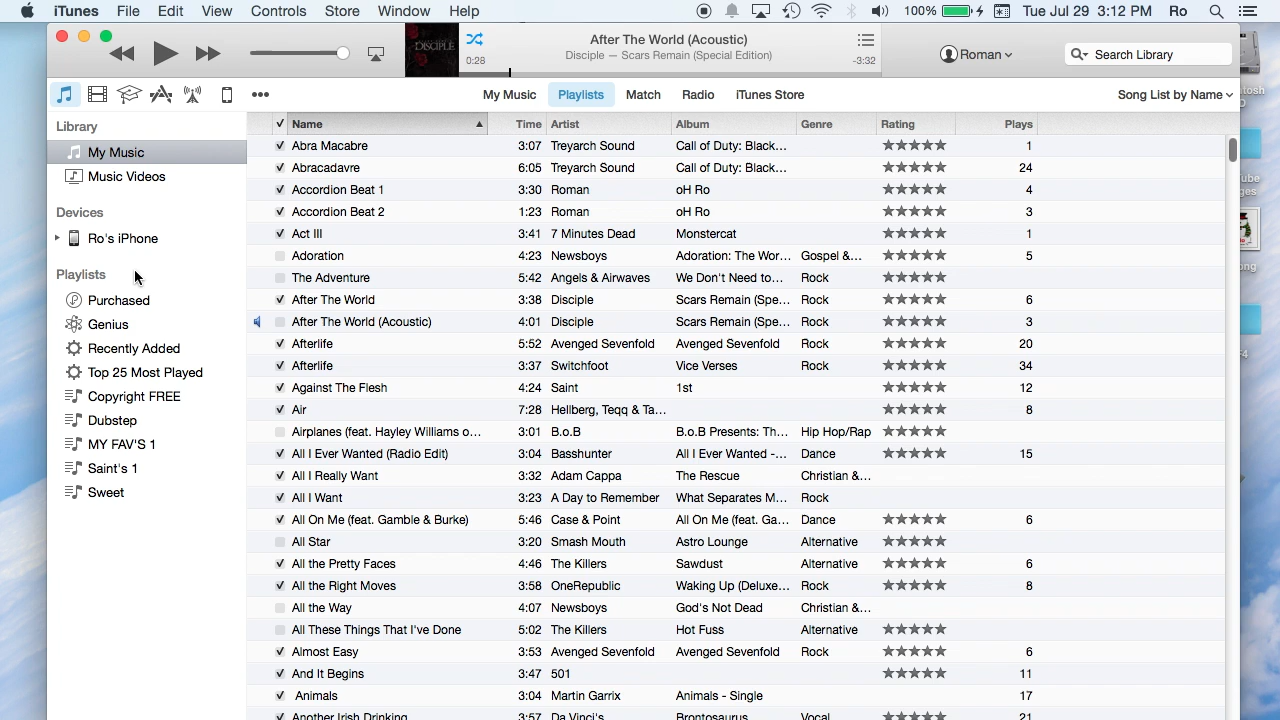 iTunes File Edit View Controls Store Window Help 100% Tue Jul 29 3:12 PM Ro
DISCIPLE
After The World (Acoustic)
Disciple — Scars Remain (Special Edition)
0:28 -3:32
Roman
Search Library
My Music Playlists Match Radio iTunes Store Song List by Name
Library
My Music
Music Videos
Devices
Ro's iPhone
Playlists
Purchased
Genius
Recently Added
Top 25 Most Played
Copyright FREE
Dubstep
MY FAV'S 1
Saint's 1
Sweet
Name Time Artist Album Genre Rating Plays
Abra Macabre 3:07 Treyarch Sound Call of Duty: Black... ★★★★★ 1
Abracadavre 6:05 Treyarch Sound Call of Duty: Black... ★★★★★ 24
Accordion Beat 1 3:30 Roman oH Ro ★★★★★ 4
Accordion Beat 2 1:23 Roman oH Ro ★★★★★ 3
Act III 3:41 7 Minutes Dead Monstercat ★★★★★ 1
Adoration 4:23 Newsboys Adoration: The Wor... Gospel &... ★★★★★ 5
The Adventure 5:42 Angels & Airwaves We Don't Need to... Rock ★★★★★
After The World 3:38 Disciple Scars Remain (Spe... Rock ★★★★★ 6
After The World (Acoustic) 4:01 Disciple Scars Remain (Spe... Rock ★★★★★ 3
Afterlife 5:52 Avenged Sevenfold Avenged Sevenfold Rock ★★★★★ 20
Afterlife 3:37 Switchfoot Vice Verses Rock ★★★★★ 34
Against The Flesh 4:24 Saint 1st ★★★★★ 12
Air 7:28 Hellberg, Teqq & Ta... ★★★★★ 8
Airplanes (feat. Hayley Williams o... 3:01 B.o.B B.o.B Presents: Th... Hip Hop/Rap ★★★★★
All I Ever Wanted (Radio Edit) 3:04 Basshunter All I Ever Wanted -... Dance ★★★★★ 15
All I Really Want 3:32 Adam Cappa The Rescue Christian &...
All I Want 3:23 A Day to Remember What Separates M... Rock
All On Me (feat. Gamble & Burke) 5:46 Case & Point All On Me (feat. Ga... Dance ★★★★★ 6
All Star 3:20 Smash Mouth Astro Lounge Alternative ★★★★★
All the Pretty Faces 4:46 The Killers Sawdust Alternative ★★★★★ 6
All the Right Moves 3:58 OneRepublic Waking Up (Deluxe... Rock ★★★★★ 8
All the Way 4:07 Newsboys God's Not Dead Christian &...
All These Things That I've Done 5:02 The Killers Hot Fuss Alternative ★★★★★
Almost Easy 3:53 Avenged Sevenfold Avenged Sevenfold Rock ★★★★★ 6
And It Begins 3:47 501 ★★★★★ 11
Animals 3:04 Martin Garrix Animals - Single 17
Another Irish Drinking 3:57 Da Vinci's Brontosaurus Vocal ★★★★★ 21